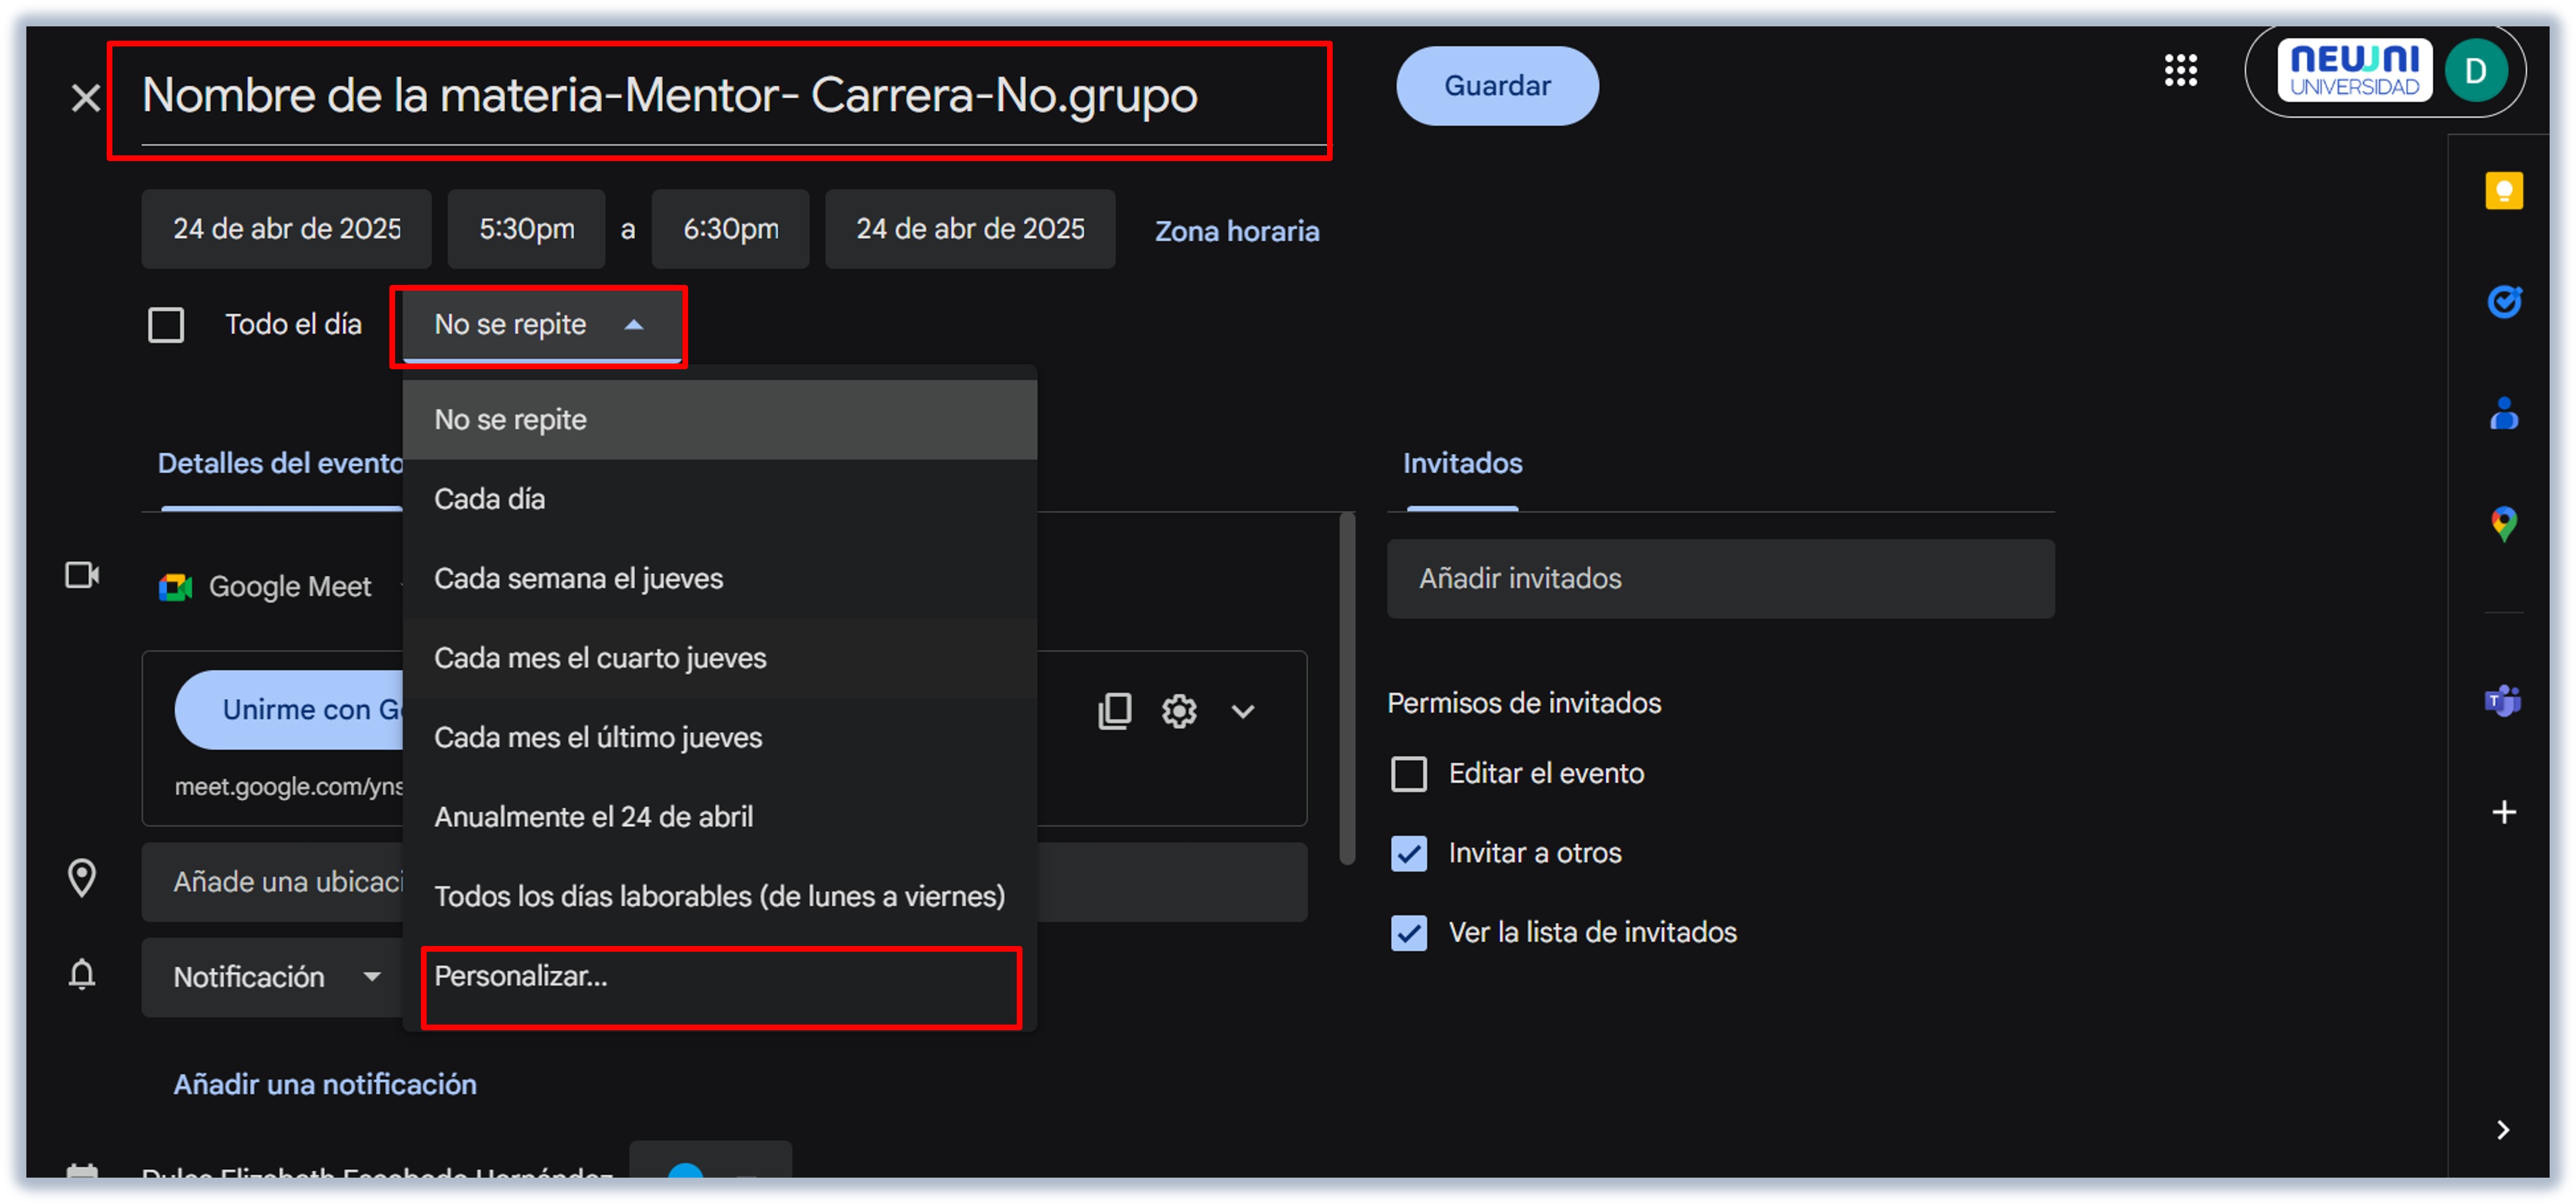 Nombre de la materia-Mentor- Carrera-No.grupo
Guardar
NEWNI
UNIVERSIDAD
D
24 de abr de 2025
5:30pm
a
6:30pm
24 de abr de 2025
Zona horaria
Todo el día
No se repite
No se repite
Cada día
Cada semana el jueves
Cada mes el cuarto jueves
Cada mes el último jueves
Anualmente el 24 de abril
Todos los días laborables (de lunes a viernes)
Personalizar...
Detalles del evento
Google Meet
Unirme con G
meet.google.com/yns
Añade una ubicaci
Notificación
Añadir una notificación
Dulce Elizabeth Escobedo Hernández
Invitados
Añadir invitados
Permisos de invitados
Editar el evento
Invitar a otros
Ver la lista de invitados
T